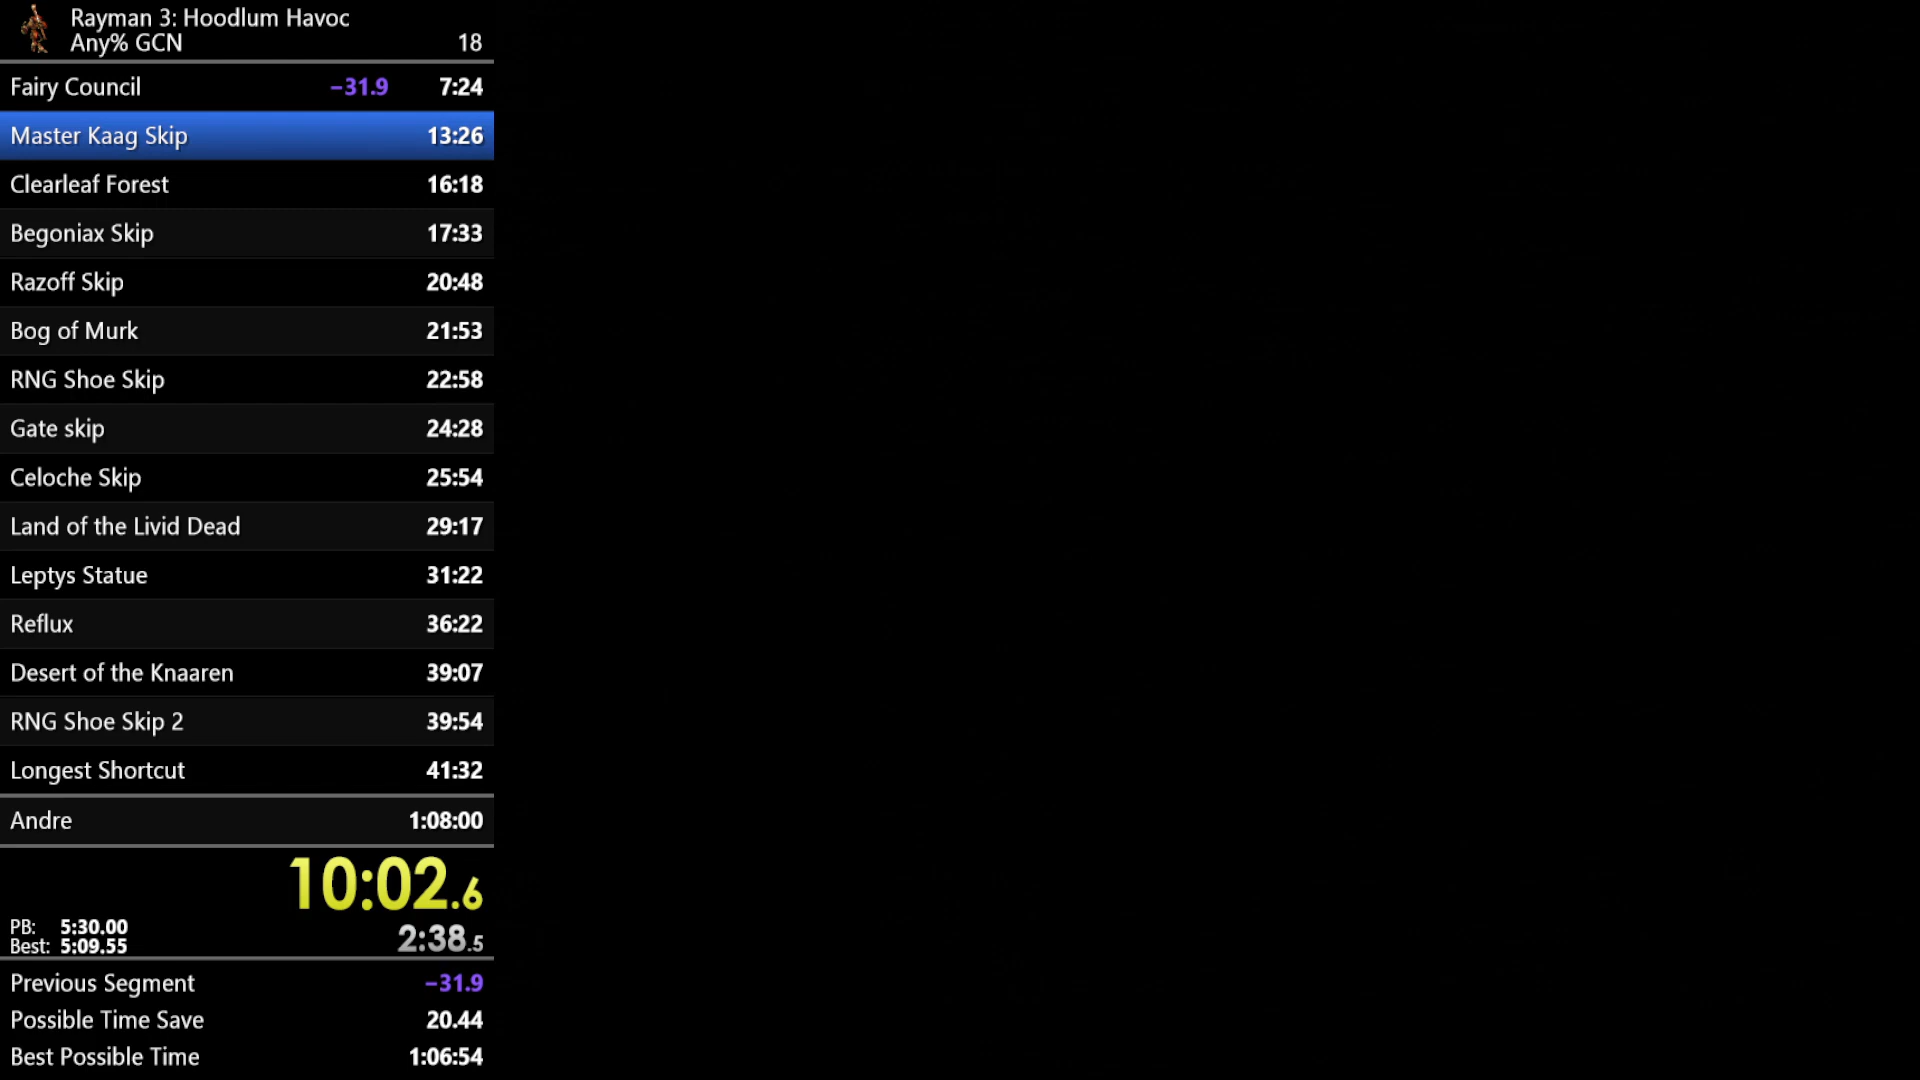 Rayman 3: Hoodlum Havoc
Any% GCN 18
Fairy Council −31.9 7:24
Master Kaag Skip 13:26
Clearleaf Forest 16:18
Begoniax Skip 17:33
Razoff Skip 20:48
Bog of Murk 21:53
RNG Shoe Skip 22:58
Gate skip 24:28
Celoche Skip 25:54
Land of the Livid Dead 29:17
Leptys Statue 31:22
Reflux 36:22
Desert of the Knaaren 39:07
RNG Shoe Skip 2 39:54
Longest Shortcut 41:32
Andre 1:08:00
10:02.6
PB: 5:30.00
Best: 5:09.55 2:38.5
Previous Segment −31.9
Possible Time Save 20.44
Best Possible Time 1:06:54